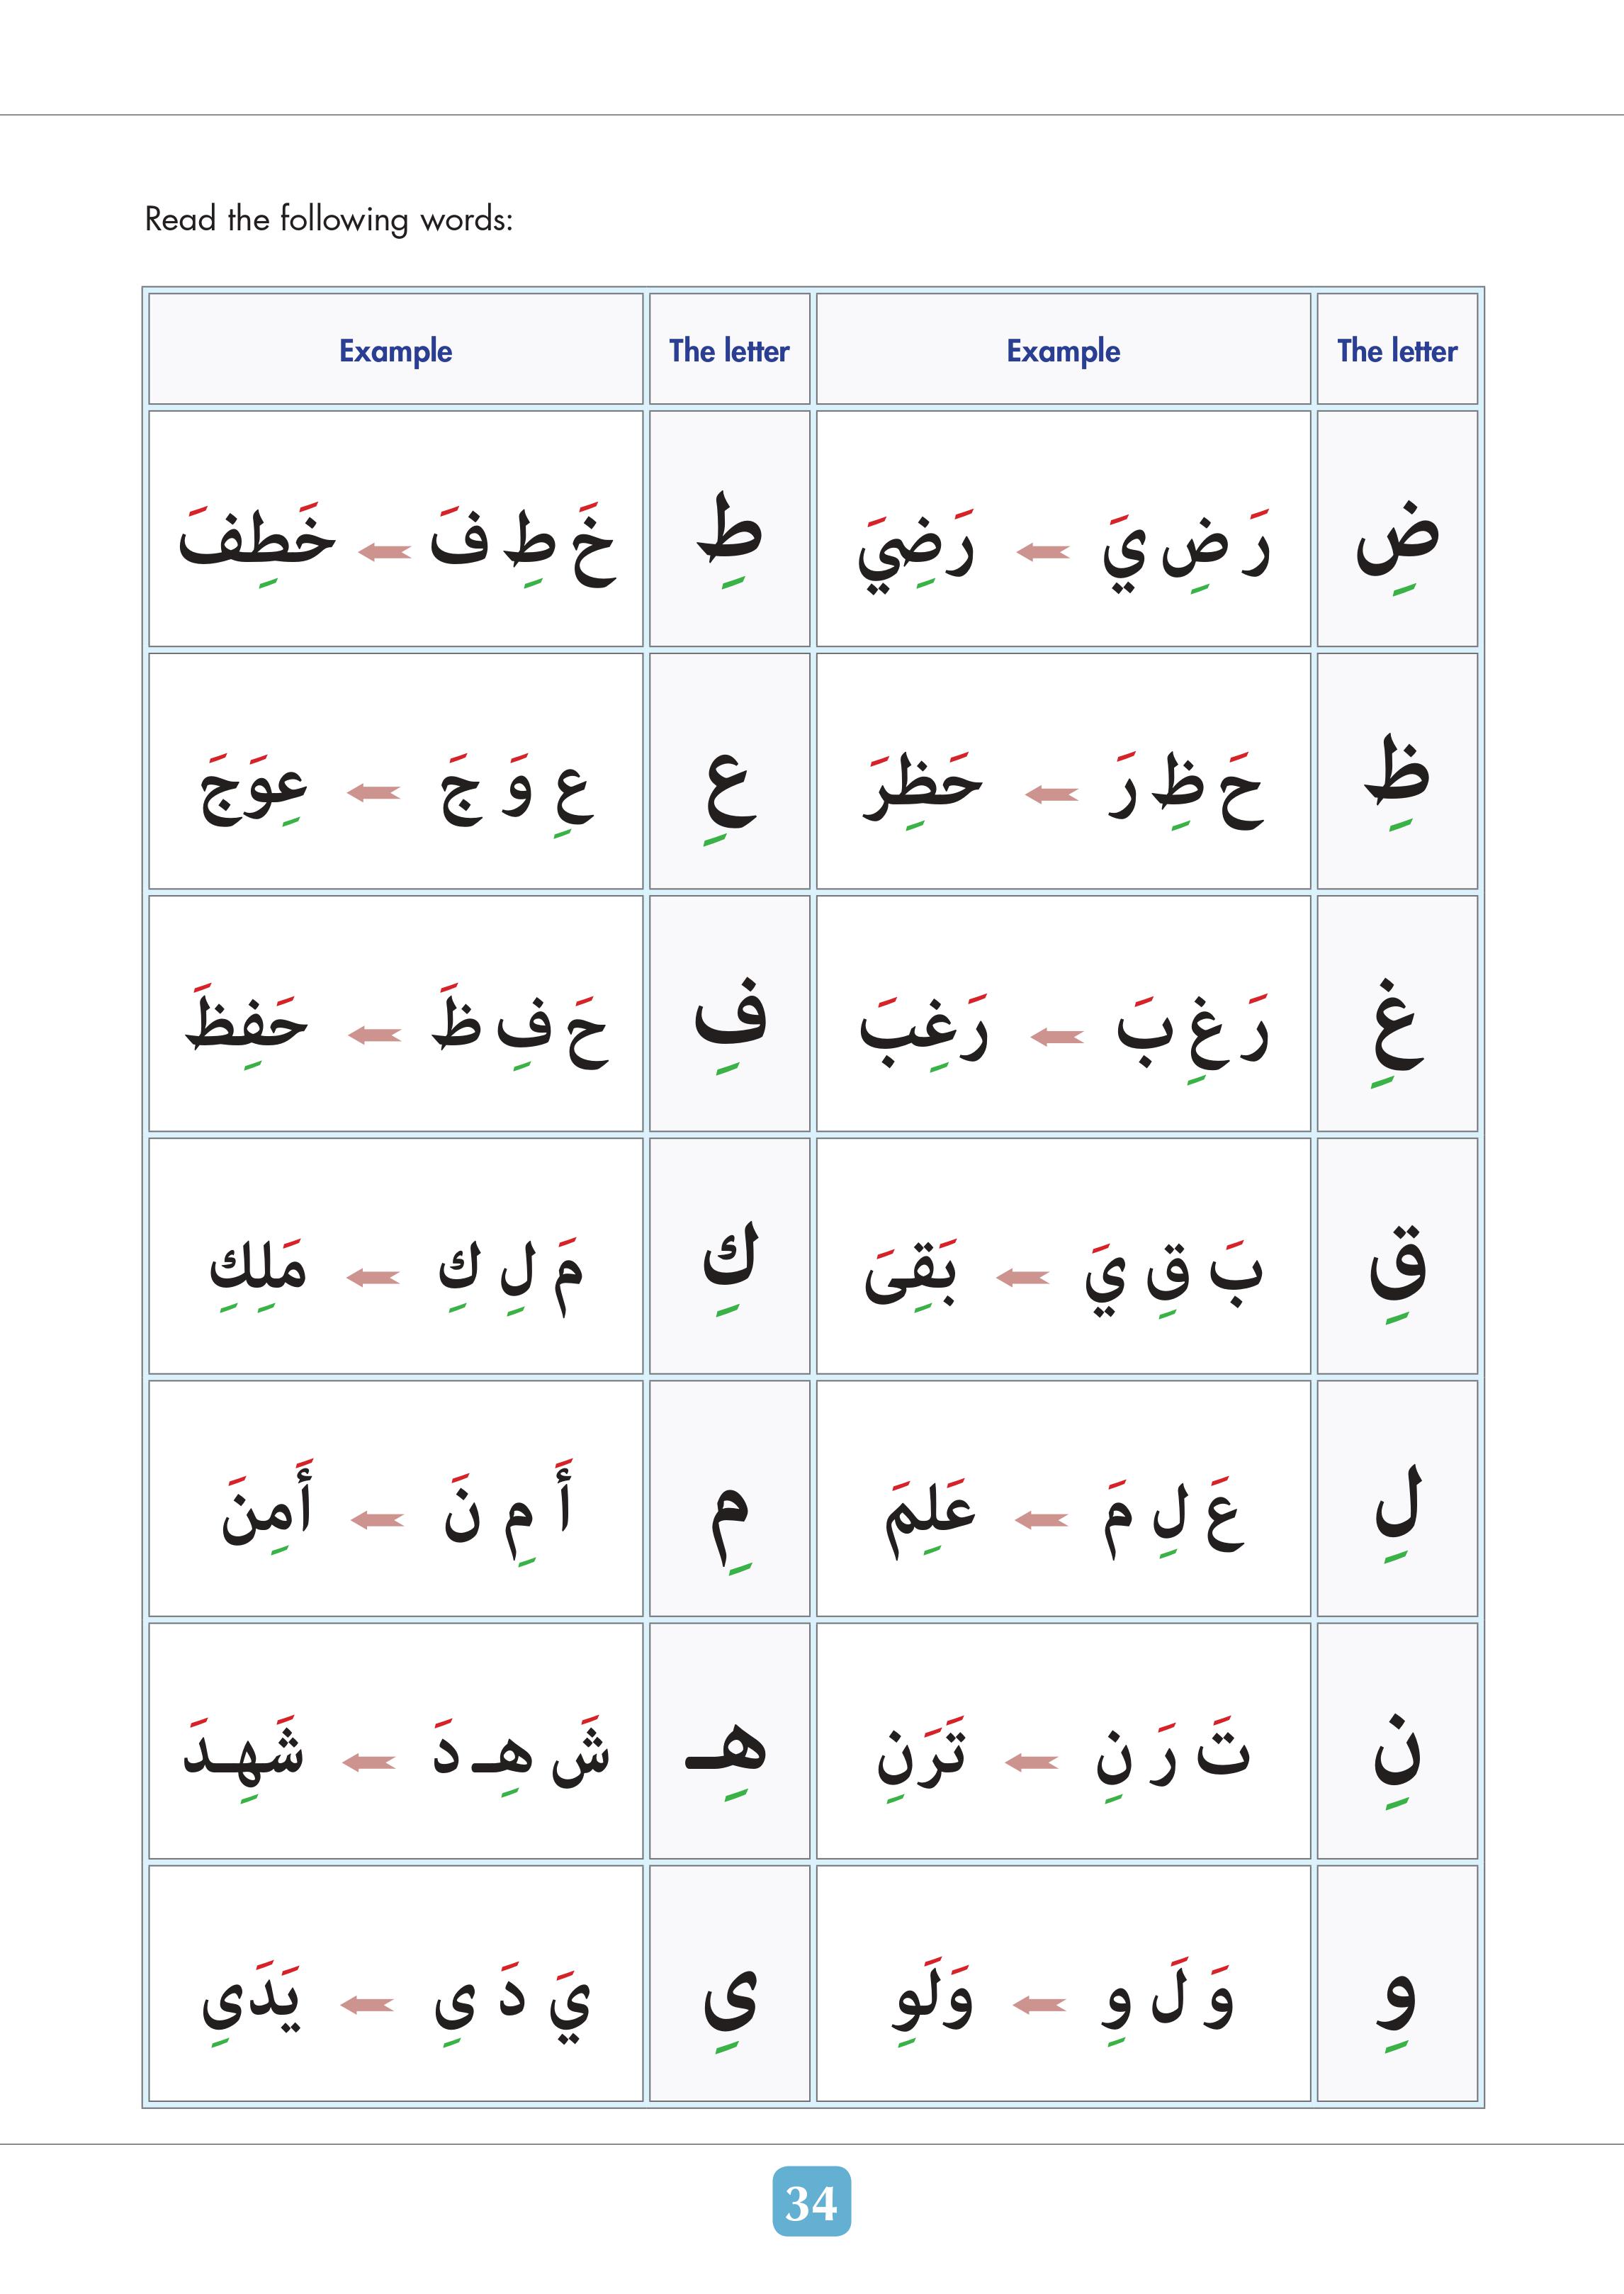 Read the following words:
The letter Example The letter Example
ضِ رَ ضِ يَ رَضِيَ طِ خَ طِ فَ خَطِفَ
ظِ حَ ظِ رَ حَظِرَ عِ عِ وَ جَ عِوَجَ
غِ رَ غِ بَ رَغِبَ فِ حَ فِ ظَ حَفِظَ
قِ بَ قِ يَ بَقِىَ كِ مَ لِ كِ مَلِكِ
لِ عَ لِ مَ عَلِمَ مِ أَ مِ نَ أَمِنَ
نِ تَ رَ نِ تَرَنِ هِـ شَ هِـ دَ شَهِدَ
وِ وَ لَ وِ وَلَوِ ىِ يَ دَ ىِ يَدَىِ
34